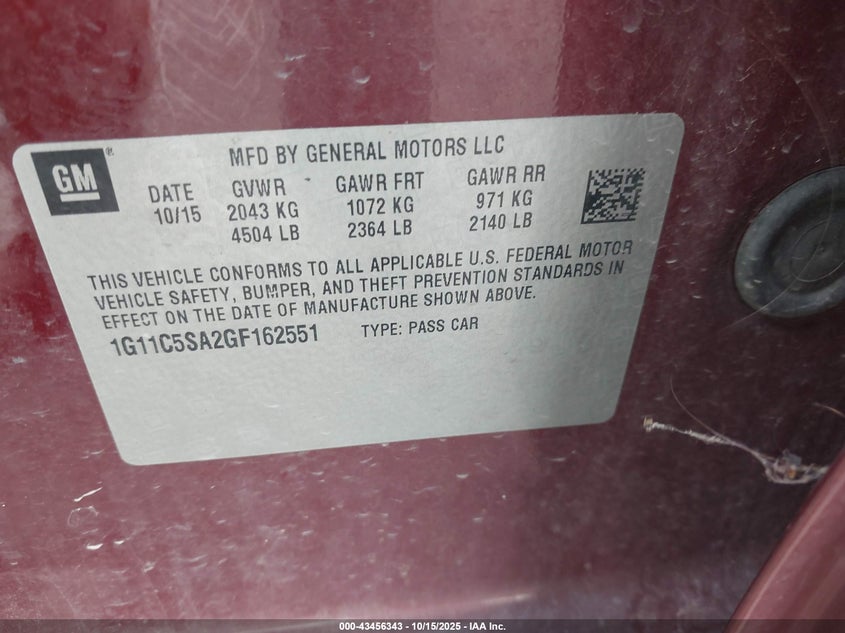 GM®
MFD BY GENERAL MOTORS LLC
DATE GVWR GAWR FRT GAWR RR
10/15 2043 KG 1072 KG 971 KG
4504 LB 2364 LB 2140 LB
THIS VEHICLE CONFORMS TO ALL APPLICABLE U.S. FEDERAL MOTOR
VEHICLE SAFETY, BUMPER, AND THEFT PREVENTION STANDARDS IN
EFFECT ON THE DATE OF MANUFACTURE SHOWN ABOVE.
1G11C5SA2GF162551 TYPE: PASS CAR
000-43456343 - 10/15/2025 - IAA Inc.